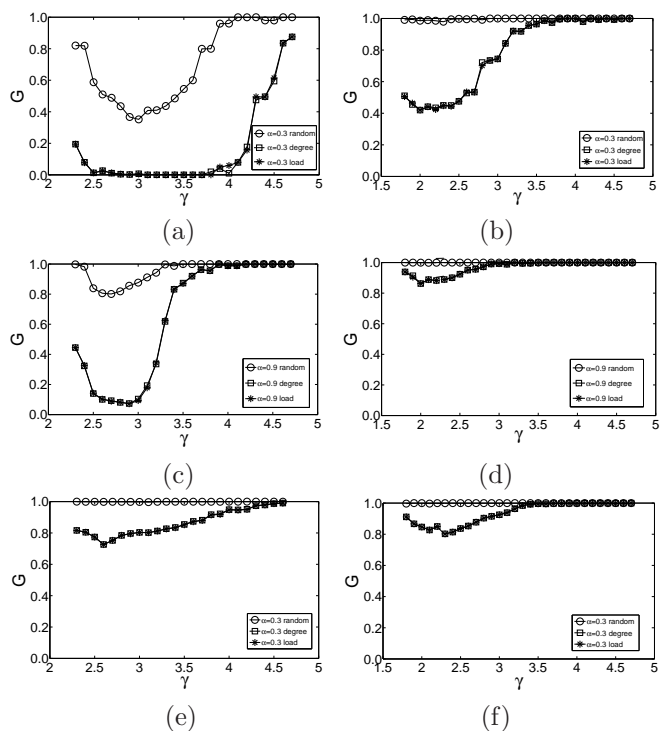 1.0
0.8
0.6
0.4
0.2
0.0
G
2 2.5 3 3.5 4 4.5 5
γ
α=0.3 random
α=0.3 degree
α=0.3 load
(a)
1.0
0.8
0.6
0.4
0.2
0.0
G
1.5 2 2.5 3 3.5 4 4.5 5
γ
α=0.3 random
α=0.3 degree
α=0.3 load
(b)
1.0
0.8
0.6
0.4
0.2
0.0
G
2 2.5 3 3.5 4 4.5 5
γ
α=0.9 random
α=0.9 degree
α=0.9 load
(c)
1.0
0.8
0.6
0.4
0.2
0.0
G
1.5 2 2.5 3 3.5 4 4.5 5
γ
α=0.9 random
α=0.9 degree
α=0.9 load
(d)
1.0
0.8
0.6
0.4
0.2
0.0
G
2 2.5 3 3.5 4 4.5 5
γ
α=0.3 random
α=0.3 degree
α=0.3 load
(e)
1.0
0.8
0.6
0.4
0.2
0.0
G
1.5 2 2.5 3 3.5 4 4.5 5
γ
α=0.3 random
α=0.3 degree
α=0.3 load
(f)